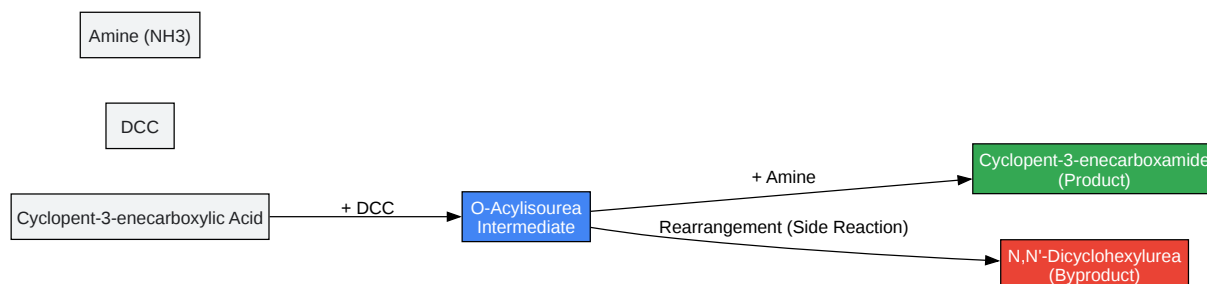 Amine (NH3)
DCC
Cyclopent-3-enecarboxylic Acid
+ DCC
O-Acylisourea
Intermediate
+ Amine
Rearrangement (Side Reaction)
Cyclopent-3-enecarboxamide
(Product)
N,N'-Dicyclohexylurea
(Byproduct)